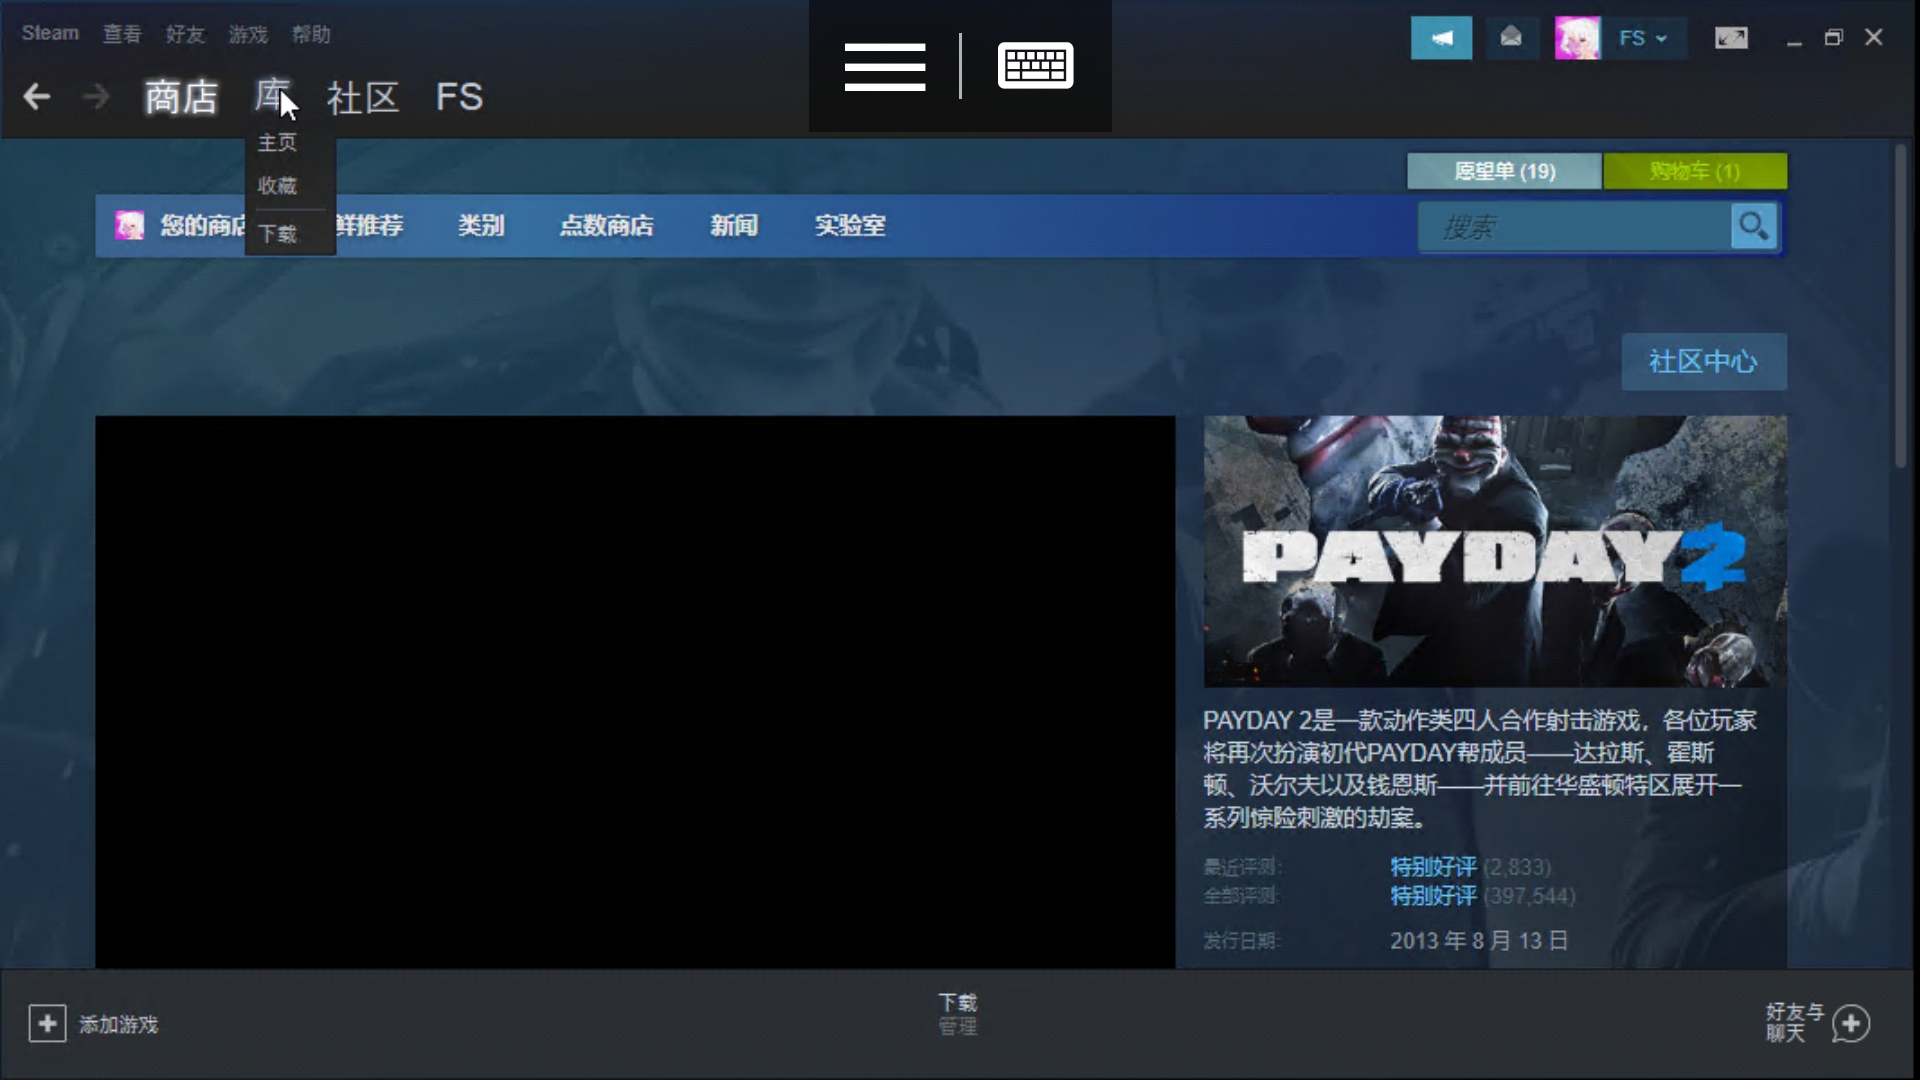 Steam 查看 好友 游戏 帮助
FS
商店 库 社区 FS
主页
收藏
下载
愿望单 (19) 购物车 (1)
您的商店 鲜推荐 类别 点数商店 新闻 实验室
搜索
社区中心
PAYDAY 2
PAYDAY 2是一款动作类四人合作射击游戏，各位玩家
将再次扮演初代PAYDAY帮成员——达拉斯、霍斯
顿、沃尔夫以及钱恩斯——并前往华盛顿特区展开一
系列惊险刺激的劫案。
最近评测: 特别好评 (2,833)
全部评测: 特别好评 (397,544)
发行日期: 2013 年 8 月 13 日
添加游戏
下载
管理
好友与
聊天